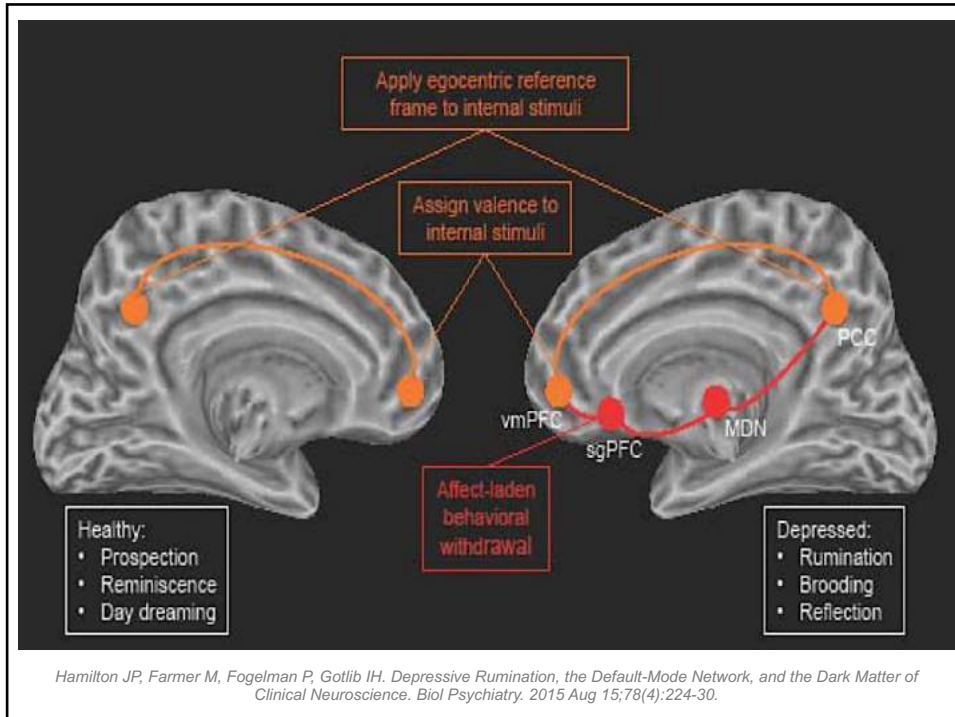 Apply egocentric reference
frame to internal stimuli
Assign valence to
internal stimuli
PCC
vmPFC
sgPFC
MDN
Affect-laden
behavioral
withdrawal
Healthy:
• Prospection
• Reminiscence
• Day dreaming
Depressed:
• Rumination
• Brooding
• Reflection
Hamilton JP, Farmer M, Fogelman P, Gotlib IH. Depressive Rumination, the Default-Mode Network, and the Dark Matter of
Clinical Neuroscience. Biol Psychiatry. 2015 Aug 15;78(4):224-30.